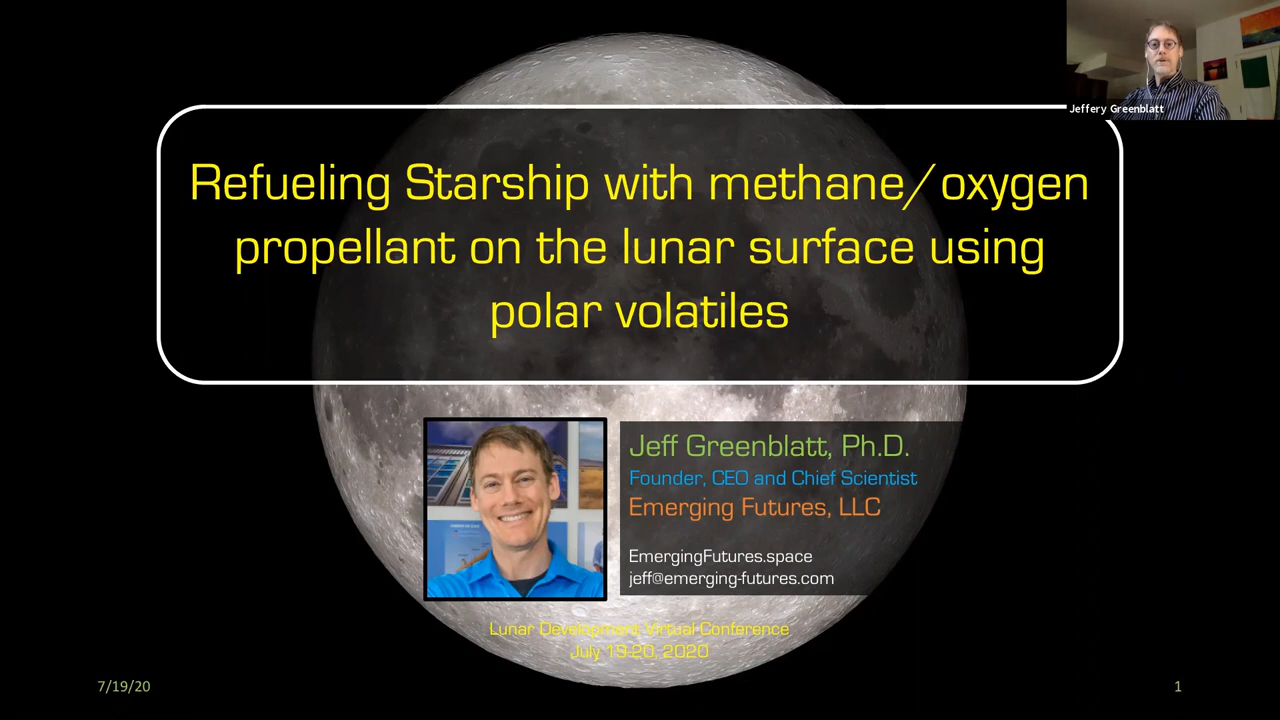 Jeffery Greenblatt
Refueling Starship with methane/oxygen
propellant on the lunar surface using
polar volatiles
Jeff Greenblatt, Ph.D.
Founder, CEO and Chief Scientist
Emerging Futures, LLC
EmergingFutures.space
jeff@emerging-futures.com
Lunar Development Virtual Conference
July 19-20, 2020
7/19/20
1